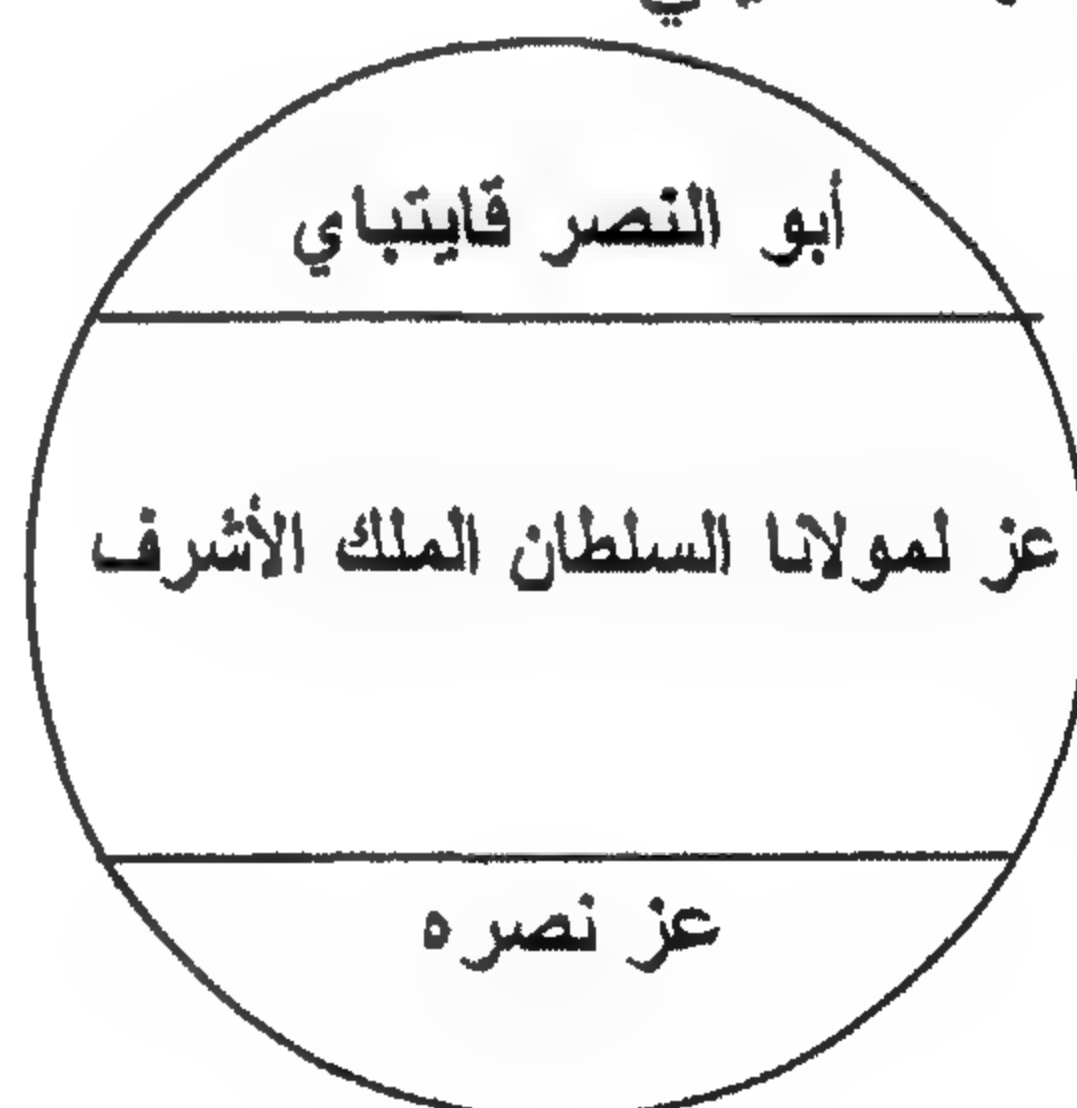 أبو النصر قايتباي
عز لمولانا السلطان الملك الأشرف
عز نصره